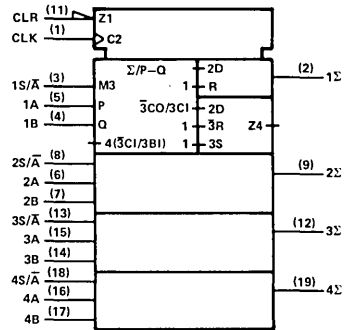 CLR (11) Z1
CLK (1) C2
Σ/P–Q 2D (2) 1Σ
1S/A̅ (3) M3 1 R
1A (5) P 3̅CO/3CI 2D
1B (4) Q 1 3̅R Z4
4(3̅CI/3BI) 1 3S
2S/A̅ (8) (9) 2Σ
2A (6)
2B (7)
3S/A̅ (13) (12) 3Σ
3A (15)
3B (14)
4S/A̅ (18) (19) 4Σ
4A (16)
4B (17)